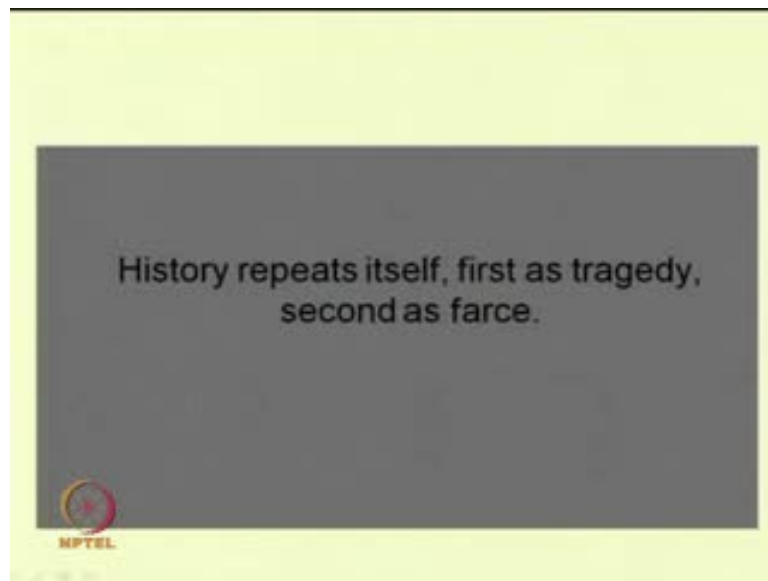 History repeats itself, first as tragedy,
second as farce.
NPTEL